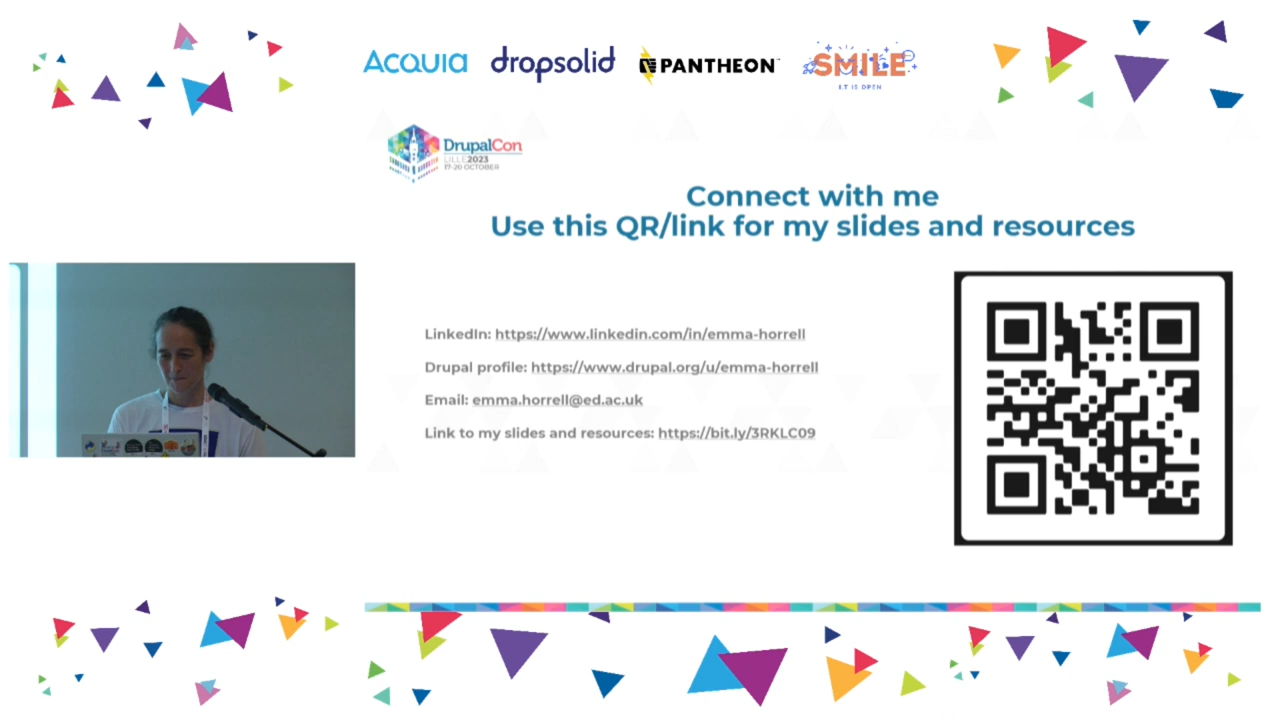 ACQUIA
dropsolid
PANTHEON
SMILE
I.T IS OPEN
DrupalCon
LILLE2023
17-20 OCTOBER
Connect with me
Use this QR/link for my slides and resources
LinkedIn: https://www.linkedin.com/in/emma-horrell
Drupal profile: https://www.drupal.org/u/emma-horrell
Email: emma.horrell@ed.ac.uk
Link to my slides and resources: https://bit.ly/3RKLC09